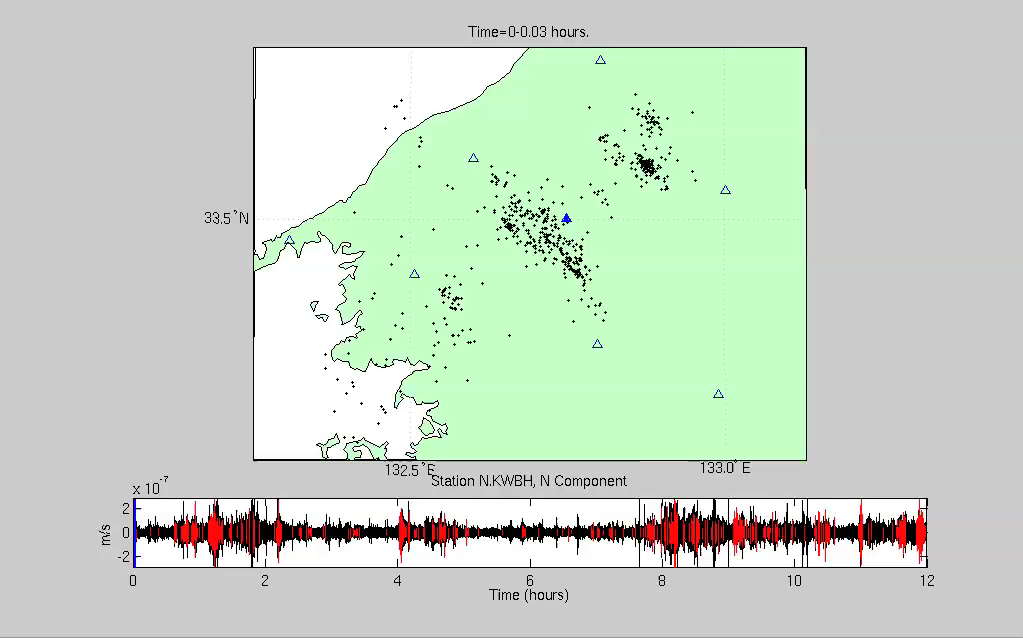 Time=0-0.03 hours.
33.5°N
132.5°E
133.0°E
Station N.KWBH, N Component
x 10⁻⁷
2
0
-2
m/s
0
2
4
6
8
10
12
Time (hours)